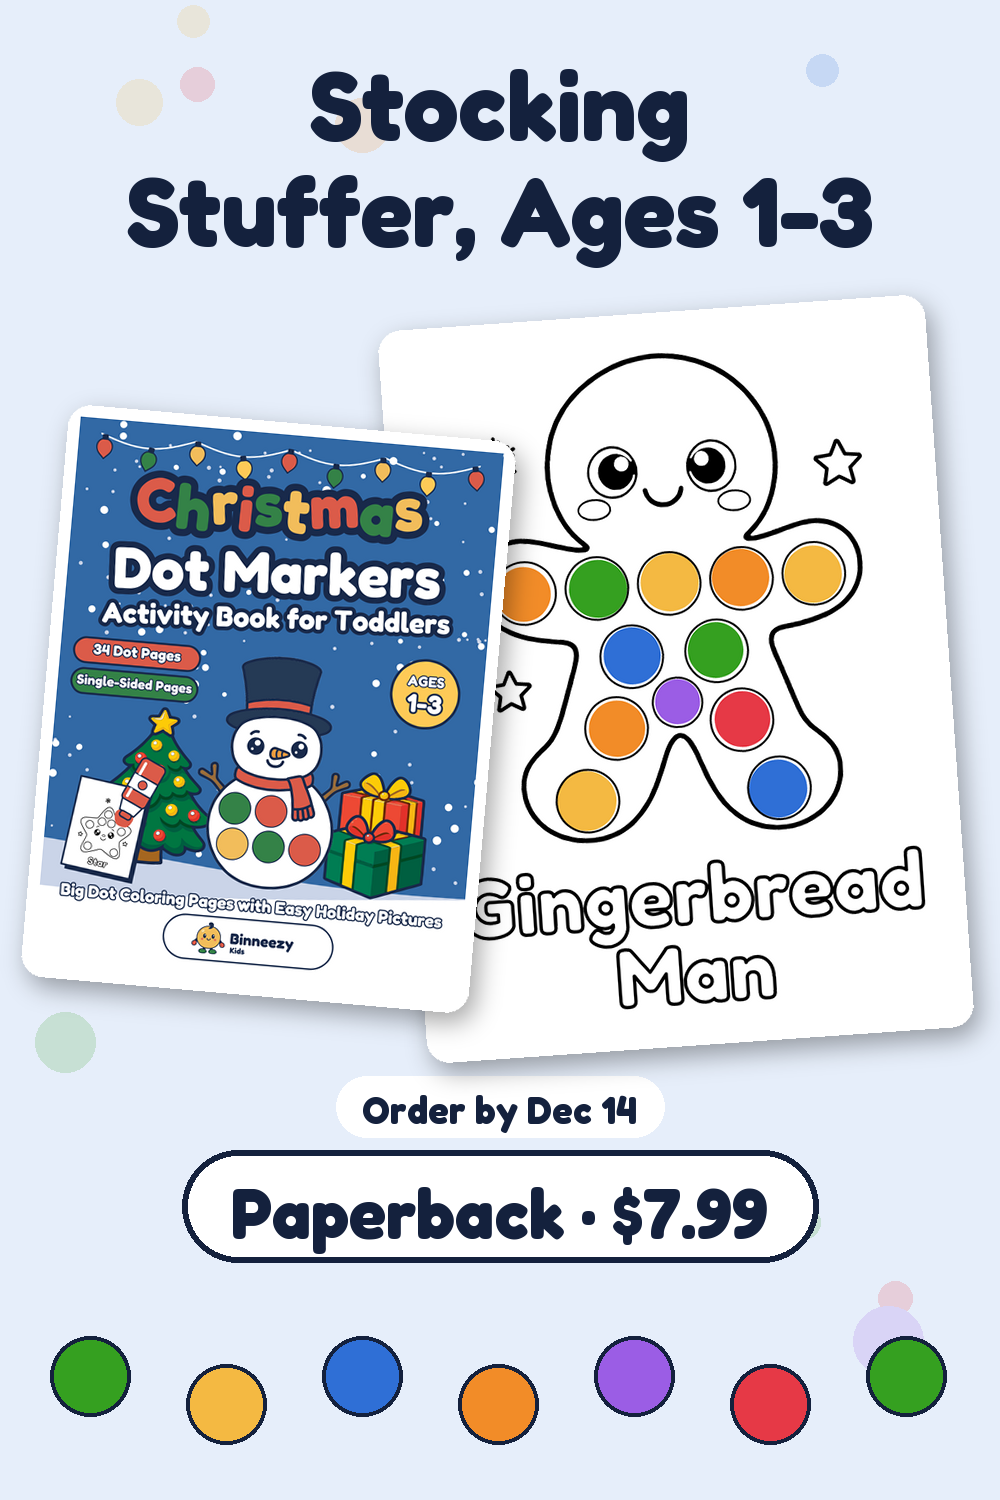 Stocking
Stuffer, Ages 1-3
Christmas
Dot Markers
Activity Book for Toddlers
34 Dot Pages
Single-Sided Pages
AGES
1-3
Star
Big Dot Coloring Pages with Easy Holiday Pictures
Binneezy
Kids
Gingerbread
Man
Order by Dec 14
Paperback · $7.99